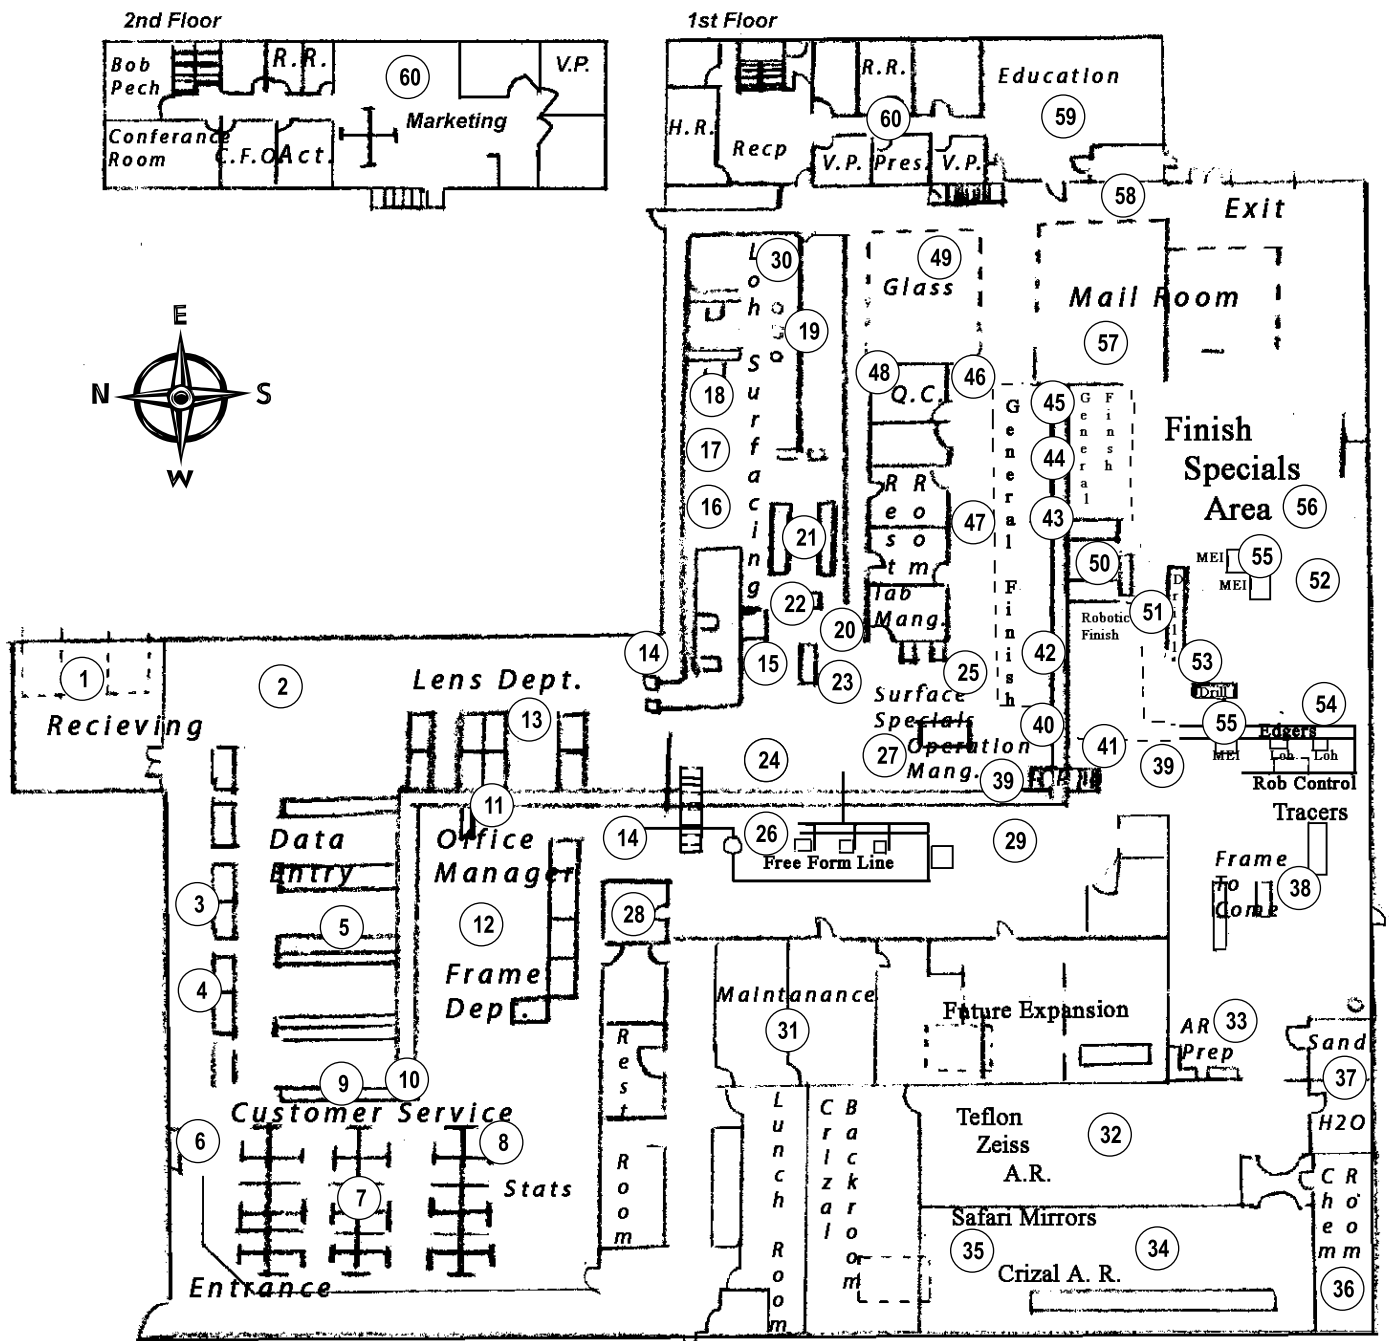 2nd Floor
1st Floor
Bob
Pech
R.R.
60
V.P.
Marketing
Conferance
Room
C.F.O
Act.
R.R.
Education
H.R.
Recp
60
59
V.P.
Pres.
V.P.
58
Exit
E
N
S
W
Loh Surfacing
30
19
18
17
16
21
22
20
15
23
14
49
Glass
Mail Room
57
48
46
Q.C.
Rest Room
47
lab
Mang.
25
General Finish
45
44
43
42
40
General
Finsh
Finish
Specials
Area
56
50
MEI
55
MEI
52
51
Drill
Robotic
Finish
53
Drill
54
55
Edgers
MEI
Loh
Loh
Rob Control
41
39
Surface
Specials
Operation
Mang.
27
39
24
1
2
Recieving
Lens Dept.
13
11
Data
Entry
Office
Manager
14
26
Free Form Line
29
Tracers
Frame
To
Come
38
3
5
12
28
4
Frame
Dept.
Maintanance
31
Future Expansion
AR
Prep
33
Sand
37
H2O
9
10
Customer Service
6
8
7
Stats
Entrance
Rest
Room
Lunch Room
Crizal
Backroom
Teflon
Zeiss
A.R.
32
Safari Mirrors
35
34
Crizal A. R.
Chem
Room
36